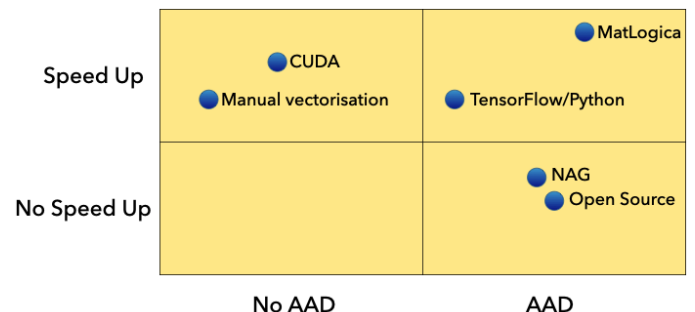 MatLogica
CUDA
Speed Up
Manual vectorisation
TensorFlow/Python
NAG
Open Source
No Speed Up
No AAD
AAD